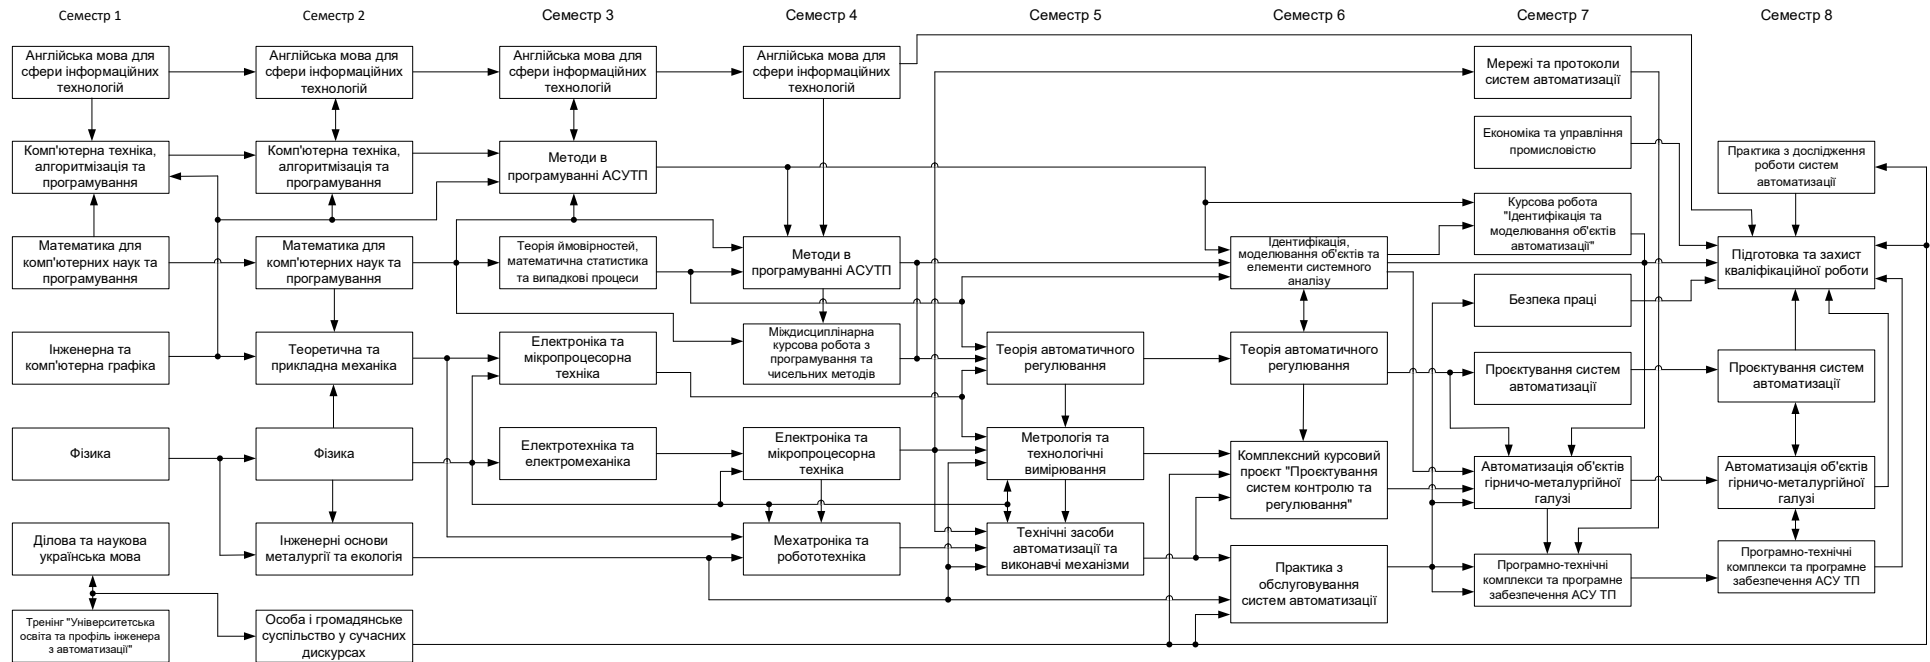 Семестр 1
Семестр 2
Семестр 3
Семестр 4
Семестр 5
Семестр 6
Семестр 7
Семестр 8
Англійська мова для
сфери інформаційних
технологій
Комп'ютерна техніка,
алгоритмізація та
програмування
Математика для
комп'ютерних наук та
програмування
Інженерна та
комп'ютерна графіка
Фізика
Ділова та наукова
українська мова
Тренінг "Університетська
освіта та профіль інженера
з автоматизації"
Англійська мова для
сфери інформаційних
технологій
Комп'ютерна техніка,
алгоритмізація та
програмування
Математика для
комп'ютерних наук та
програмування
Теоретична та
прикладна механіка
Фізика
Інженерні основи
металургії та екологія
Особа і громадянське
суспільство у сучасних
дискурсах
Англійська мова для
сфери інформаційних
технологій
Методи в
програмуванні АСУТП
Теорія ймовірностей,
математична статистика
та випадкові процеси
Електроніка та
мікропроцесорна
техніка
Електротехніка та
електромеханіка
Англійська мова для
сфери інформаційних
технологій
Методи в
програмуванні АСУТП
Міждисциплінарна
курсова робота з
програмування та
чисельних методів
Електроніка та
мікропроцесорна
техніка
Мехатроніка та
робототехніка
Теорія автоматичного
регулювання
Метрологія та
технологічні
вимірювання
Технічні засоби
автоматизації та
виконавчі механізми
Ідентифікація,
моделювання об'єктів та
елементи системного
аналізу
Теорія автоматичного
регулювання
Комплексний курсовий
проєкт "Проєктування
систем контролю та
регулювання"
Практика з
обслуговування
систем автоматизації
Мережі та протоколи
систем автоматизації
Економіка та управління
промисловістю
Курсова робота
"Ідентифікація та
моделювання об'єктів
автоматизації"
Безпека праці
Проєктування систем
автоматизації
Автоматизація об'єктів
гірничо-металургійної
галузі
Програмно-технічні
комплекси та програмне
забезпечення АСУ ТП
Практика з дослідження
роботи систем
автоматизації
Підготовка та захист
кваліфікаційної роботи
Проєктування систем
автоматизації
Автоматизація об'єктів
гірничо-металургійної
галузі
Програмно-технічні
комплекси та програмне
забезпечення АСУ ТП